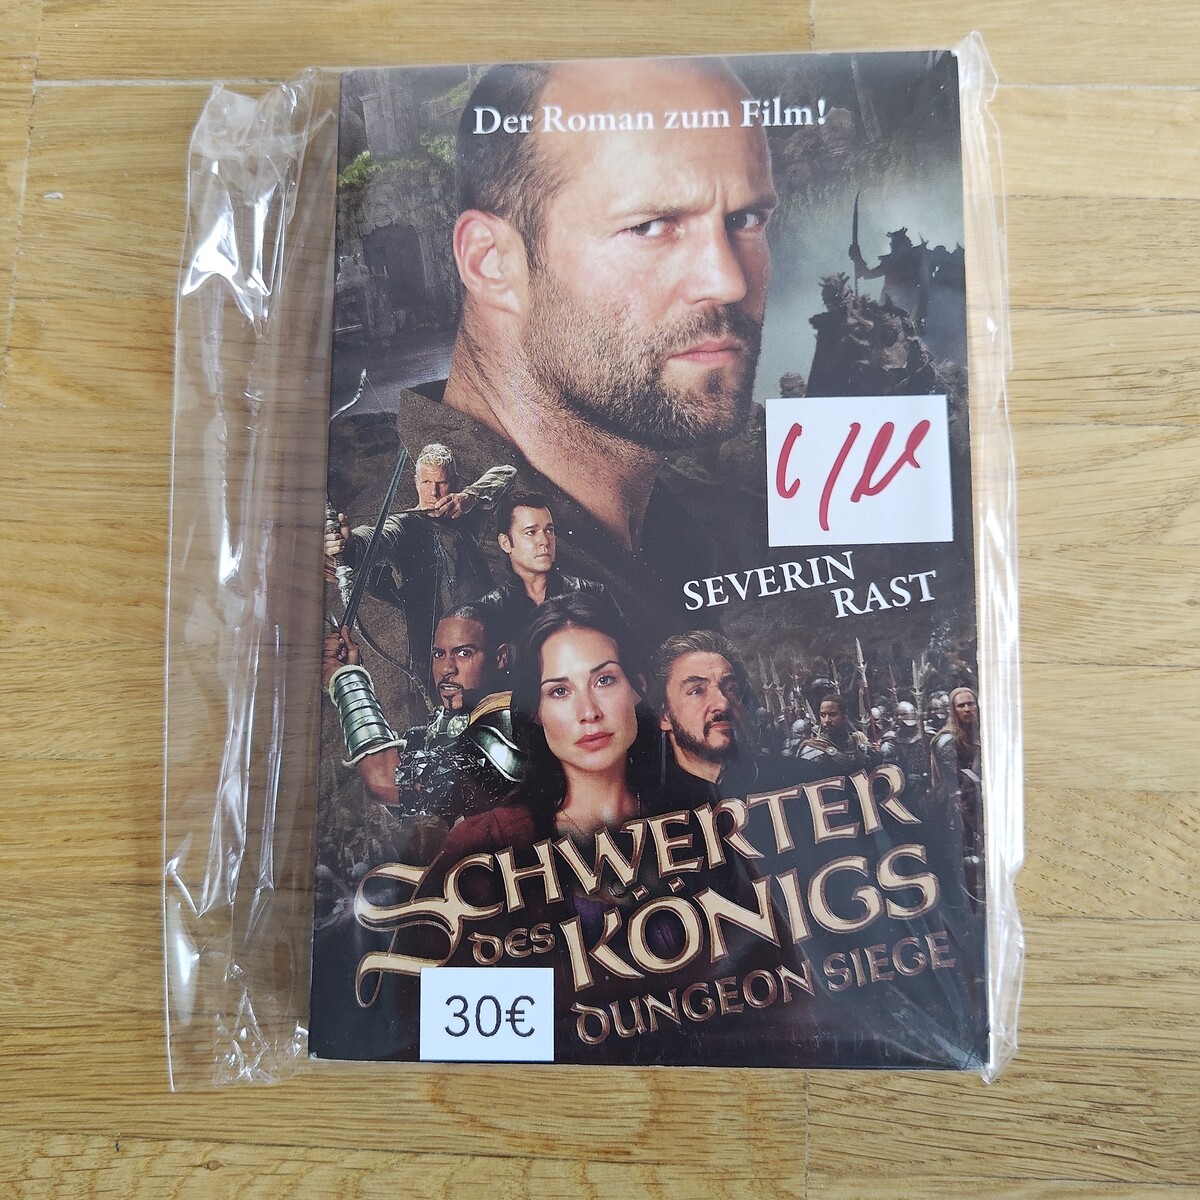 Der Roman zum Film!
SEVERIN
RAST
SCHWERTER
DES KÖNIGS
DUNGEON SIEGE
30€